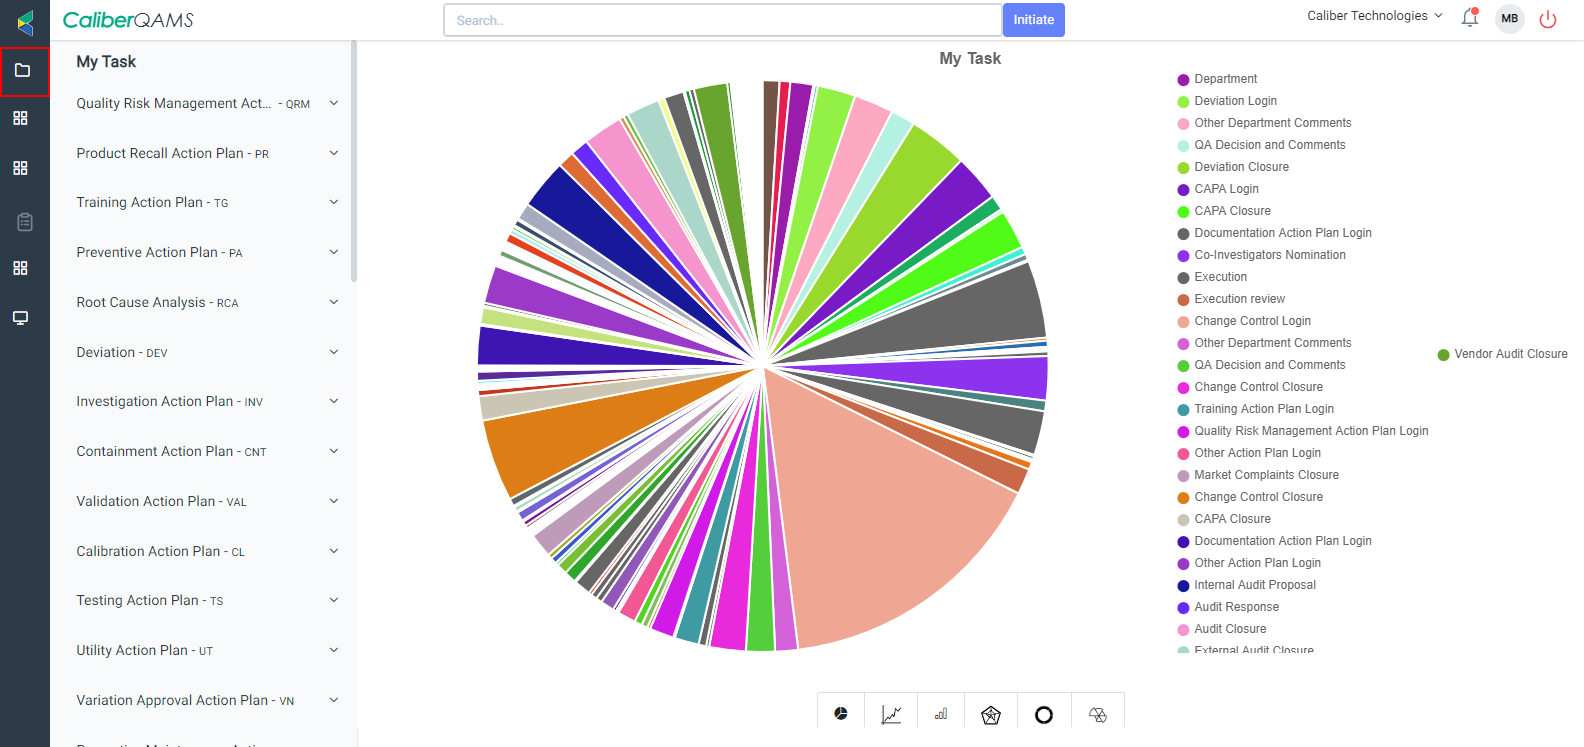 CaliberQAMS
Search..
Initiate
Caliber Technologies
MB
My Task
Quality Risk Management Act... - QRM
Product Recall Action Plan - PR
Training Action Plan - TG
Preventive Action Plan - PA
Root Cause Analysis - RCA
Deviation - DEV
Investigation Action Plan - INV
Containment Action Plan - CNT
Validation Action Plan - VAL
Calibration Action Plan - CL
Testing Action Plan - TS
Utility Action Plan - UT
Variation Approval Action Plan - VN
My Task
Department
Deviation Login
Other Department Comments
QA Decision and Comments
Deviation Closure
CAPA Login
CAPA Closure
Documentation Action Plan Login
Co-Investigators Nomination
Execution
Execution review
Change Control Login
Other Department Comments
QA Decision and Comments
Change Control Closure
Training Action Plan Login
Quality Risk Management Action Plan Login
Other Action Plan Login
Market Complaints Closure
Change Control Closure
CAPA Closure
Documentation Action Plan Login
Other Action Plan Login
Internal Audit Proposal
Audit Response
Audit Closure
External Audit Closure
Vendor Audit Closure